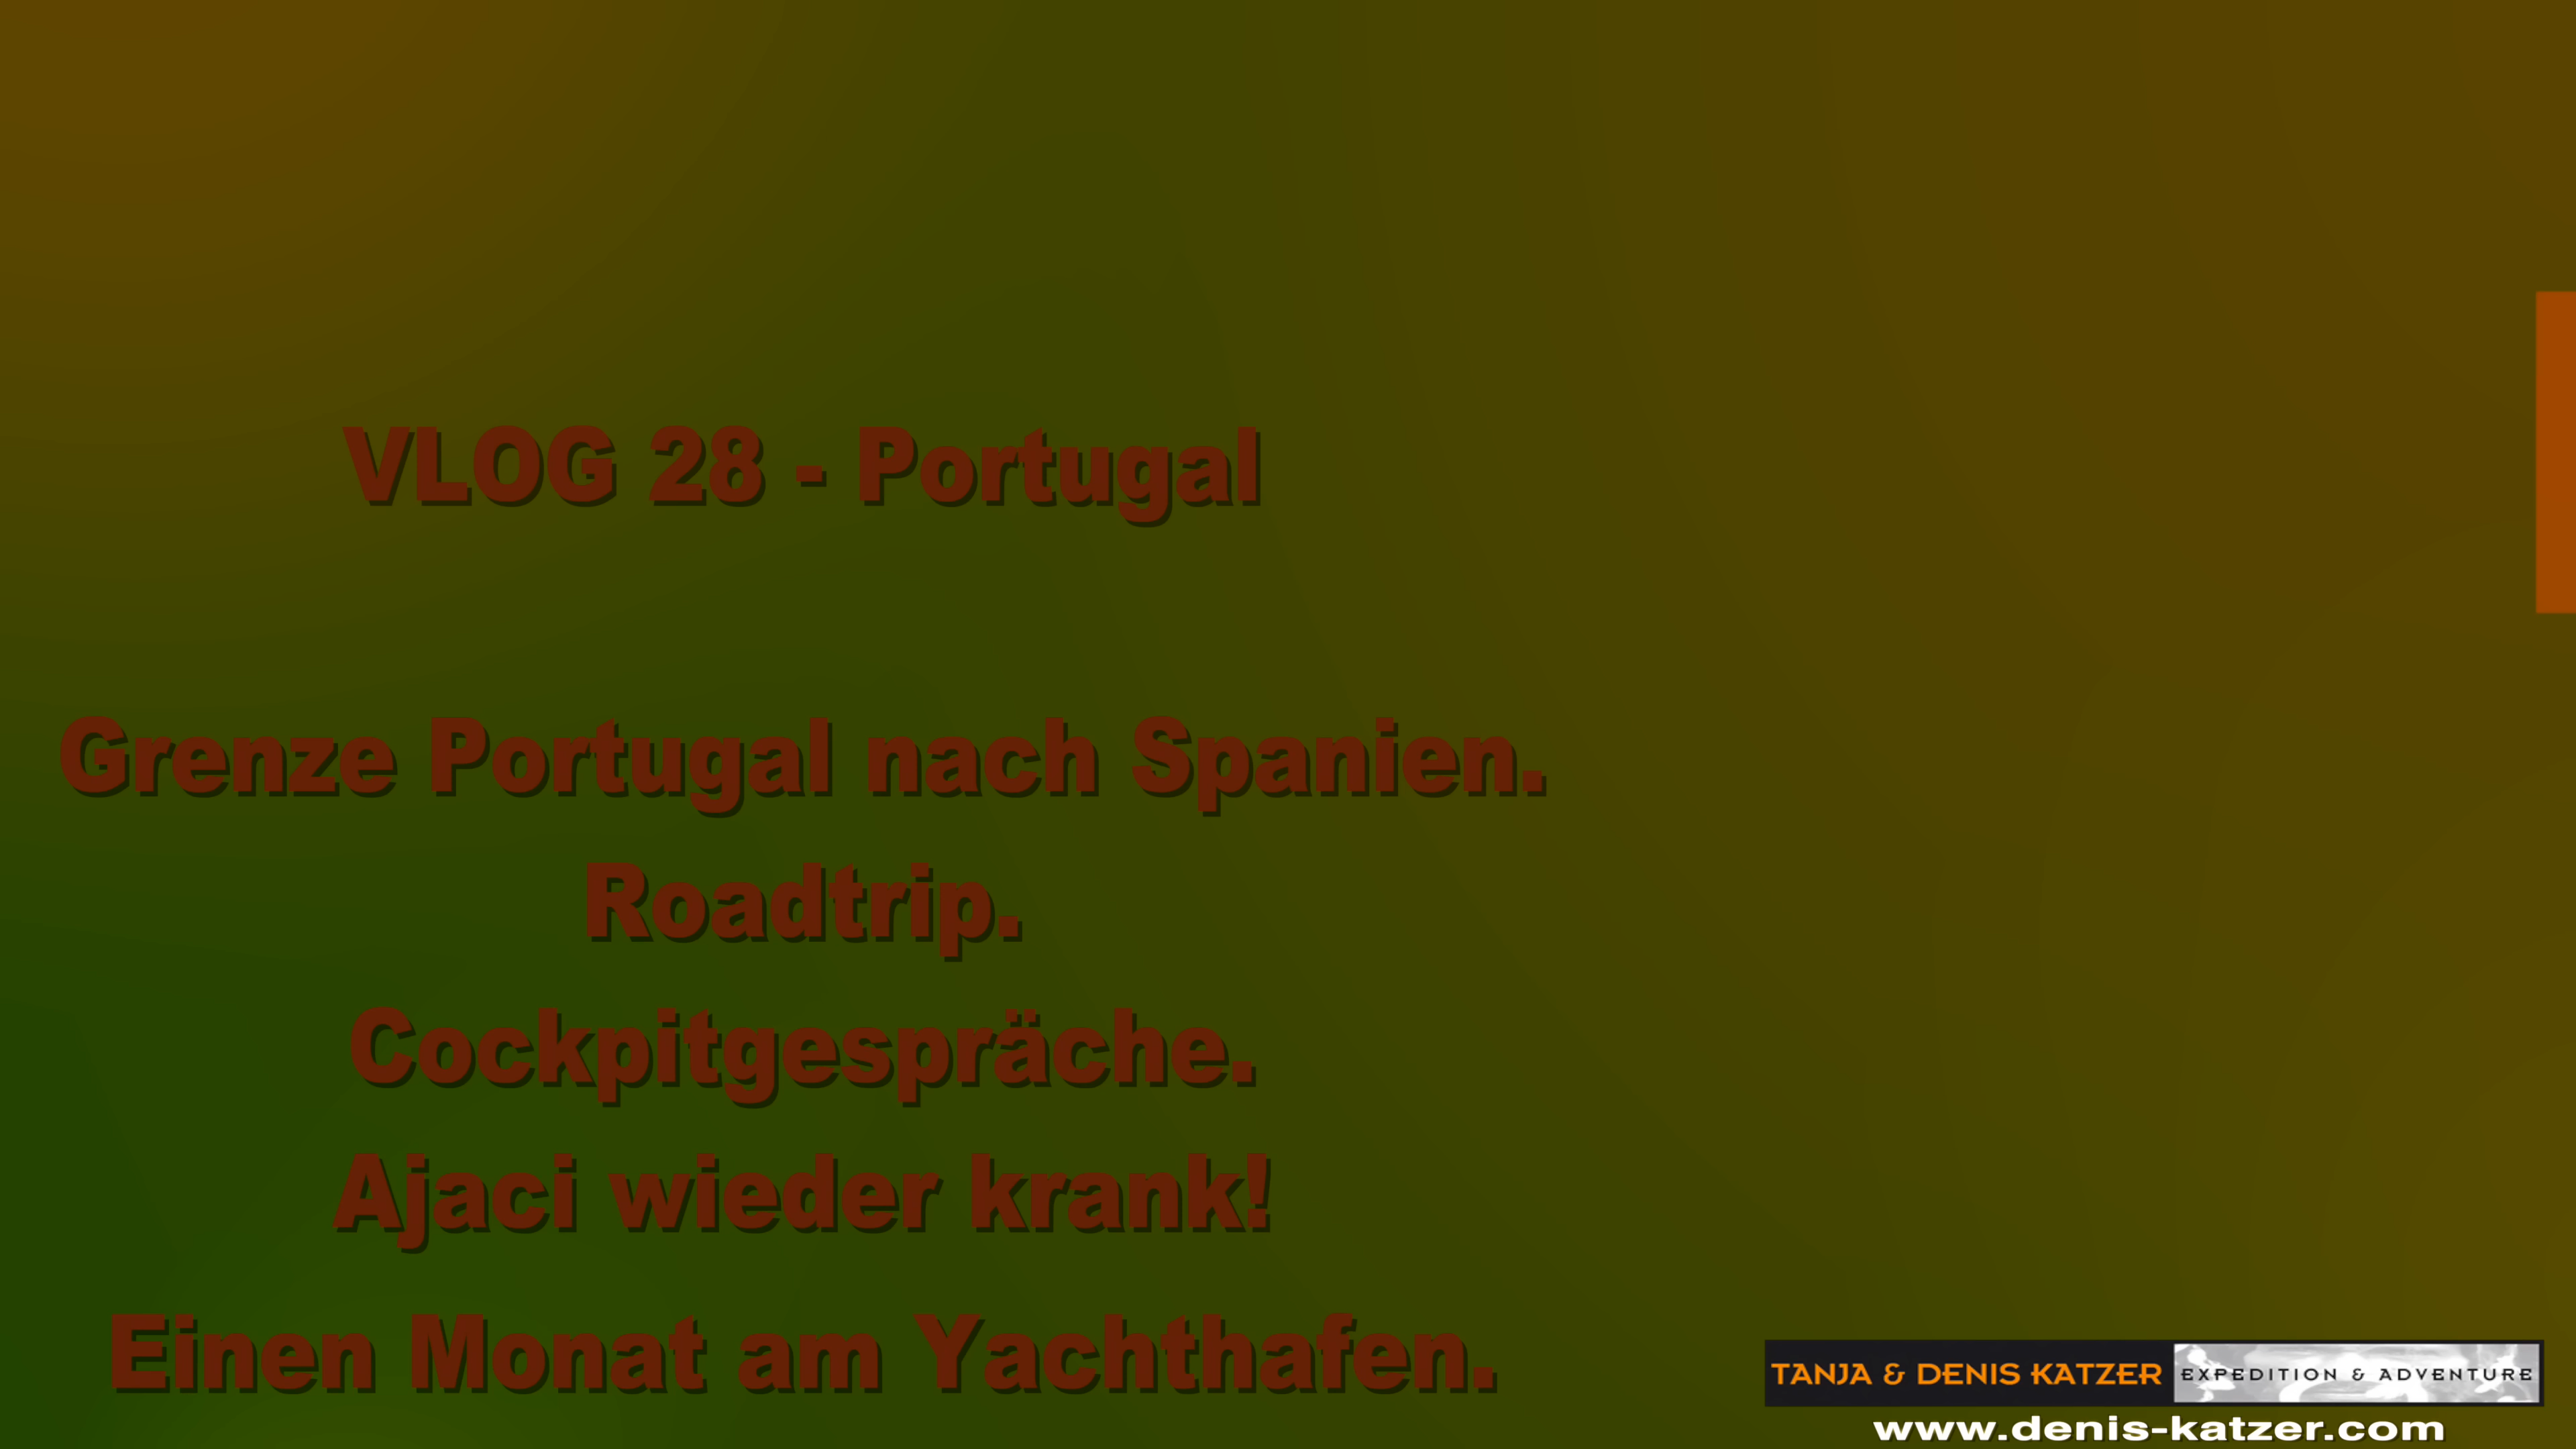 VLOG 28 - Portugal
Grenze Portugal nach Spanien.
Roadtrip.
Cockpitgespräche.
Ajaci wieder krank!
Einen Monat am Yachthafen.
TANJA & DENIS KATZER EXPEDITION & ADVENTURE
www.denis-katzer.com